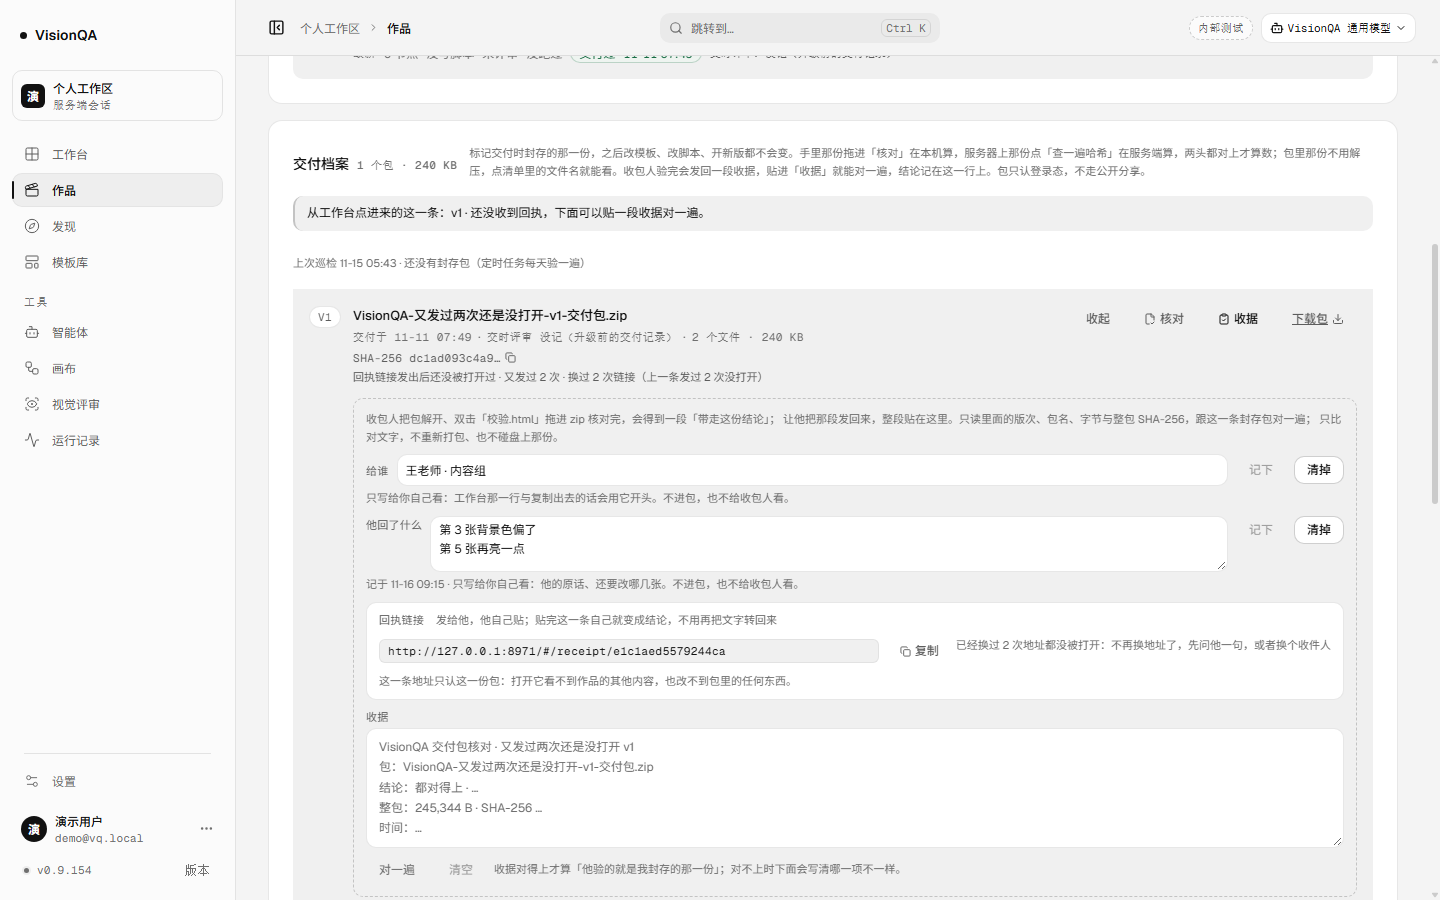 VisionQA
演
个人工作区
服务端会话
工作台
作品
发现
模板库
工具
智能体
画布
视觉评审
运行记录
设置
演
演示用户
demo@vq.local
v0.9.154
版本
个人工作区 > 作品
跳转到…
Ctrl K
内部测试
VisionQA 通用模型
交付档案
1 个包 · 240 KB
标记交付时封存的那一份，之后改模板、改脚本、开新版都不会变。手里那份拖进「核对」在本机算，服务器上那份点「查一遍哈希」在服务端算，两头都对上才算数；包里那份不用解
压，点清单里的文件名就能看。收包人验完会发回一段收据，贴进「收据」就能对一遍，结论记在这一行上。包只认登录态，不走公开分享。
从工作台点进来的这一条：v1 · 还没收到回执，下面可以贴一段收据对一遍。
上次巡检 11-15 05:43 · 还没有封存包（定时任务每天验一遍）
V1
VisionQA-又发过两次还是没打开-v1-交付包.zip
收起
核对
收据
下载包
交付于 11-11 07:49 · 交时评审 没记（升级前的交付记录） · 2 个文件 · 240 KB
SHA-256 dc1ad093c4a9…
回执链接发出后还没被打开过 · 又发过 2 次 · 换过 2 次链接（上一条发过 2 次没打开）
收包人把包解开、双击「校验.html」拖进 zip 核对完，会得到一段「带走这份结论」； 让他把那段发回来，整段贴在这里。只读里面的版次、包名、字节与整包 SHA-256，跟这一条封存包对一遍； 只比
对文字，不重新打包、也不碰盘上那份。
给谁
王老师 · 内容组
记下
清掉
只写给你自己看：工作台那一行与复制出去的话会用它开头。不进包，也不给收包人看。
他回了什么
第 3 张背景色偏了
第 5 张再亮一点
记下
清掉
记于 11-16 09:15 · 只写给你自己看：他的原话、还要改哪几张。不进包，也不给收包人看。
回执链接
发给他，他自己贴；贴完这一条自己就变成结论，不用再把文字转回来
http://127.0.0.1:8971/#/receipt/e1c1aed5579244ca
复制
已经换过 2 次地址都没被打开：不再换地址了，先问他一句，或者换个收件人
这一条地址只认这一份包：打开它看不到作品的其他内容，也改不到包里的任何东西。
收据
VisionQA 交付包核对 · 又发过两次还是没打开 v1
包：VisionQA-又发过两次还是没打开-v1-交付包.zip
结论：都对得上 · …
整包：245,344 B · SHA-256 …
时间：…
对一遍
清空
收据对得上才算「他验的就是我封存的那一份」；对不上时下面会写清哪一项不一样。